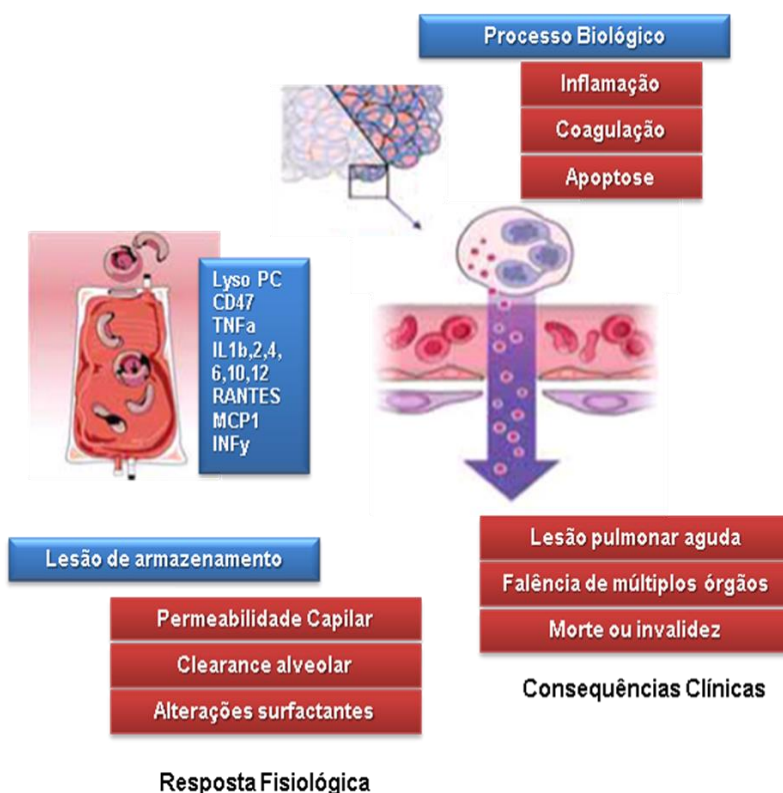 Processo Biológico
Inflamação
Coagulação
Apoptose
Lyso PC
CD47
TNFa
IL1b,2,4,
6,10,12
RANTES
MCP1
INFy
Lesão de armazenamento
Permeabilidade Capilar
Clearance alveolar
Alterações surfactantes
Resposta Fisiológica
Lesão pulmonar aguda
Falência de múltiplos órgãos
Morte ou invalidez
Consequências Clínicas